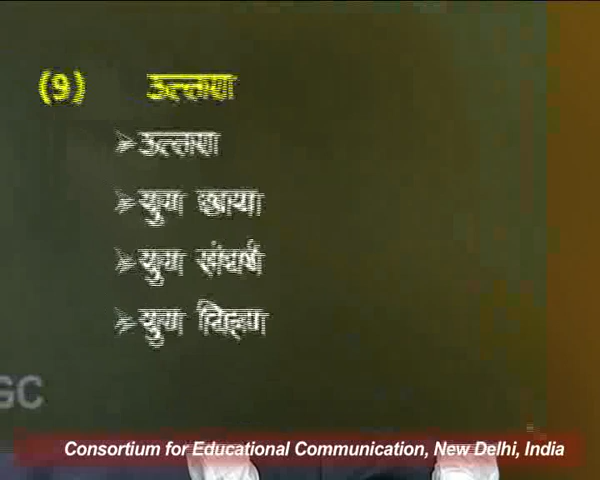 (9) उत्तरा
उत्तरा
युग छाया
युग संघर्ष
युग
GC
Consortium for Educational Communication, New Delhi, India